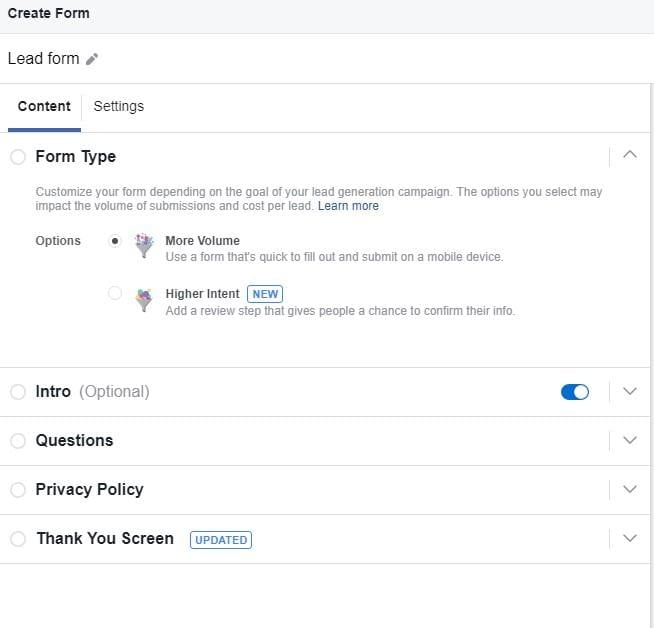 Create Form
Lead form
Content Settings
Form Type
Customize your form depending on the goal of your lead generation campaign. The options you select may
impact the volume of submissions and cost per lead. Learn more
Options
More Volume
Use a form that's quick to fill out and submit on a mobile device.
Higher Intent NEW
Add a review step that gives people a chance to confirm their info.
Intro (Optional)
Questions
Privacy Policy
Thank You Screen UPDATED